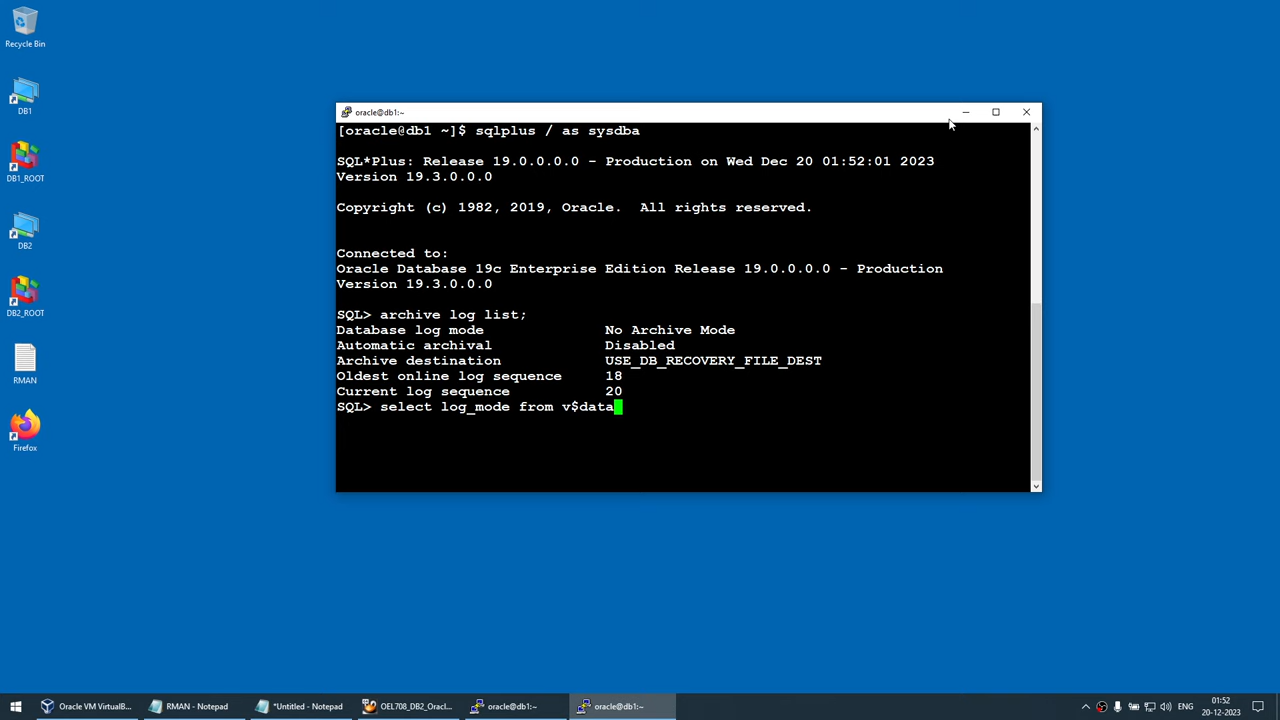 Recycle Bin
DB1
DB1_ROOT
DB2
DB2_ROOT
RMAN
Firefox
oracle@db1:~
[oracle@db1 ~]$ sqlplus / as sysdba
SQL*Plus: Release 19.0.0.0.0 - Production on Wed Dec 20 01:52:01 2023
Version 19.3.0.0.0
Copyright (c) 1982, 2019, Oracle.  All rights reserved.
Connected to:
Oracle Database 19c Enterprise Edition Release 19.0.0.0.0 - Production
Version 19.3.0.0.0
SQL> archive log list;
Database log mode              No Archive Mode
Automatic archival             Disabled
Archive destination            USE_DB_RECOVERY_FILE_DEST
Oldest online log sequence     18
Current log sequence           20
SQL> select log_mode from v$data
Oracle VM VirtualB...
RMAN - Notepad
*Untitled - Notepad
OEL708_DB2_Oracl...
oracle@db1:~
oracle@db1:~
ENG
01:52
20-12-2023